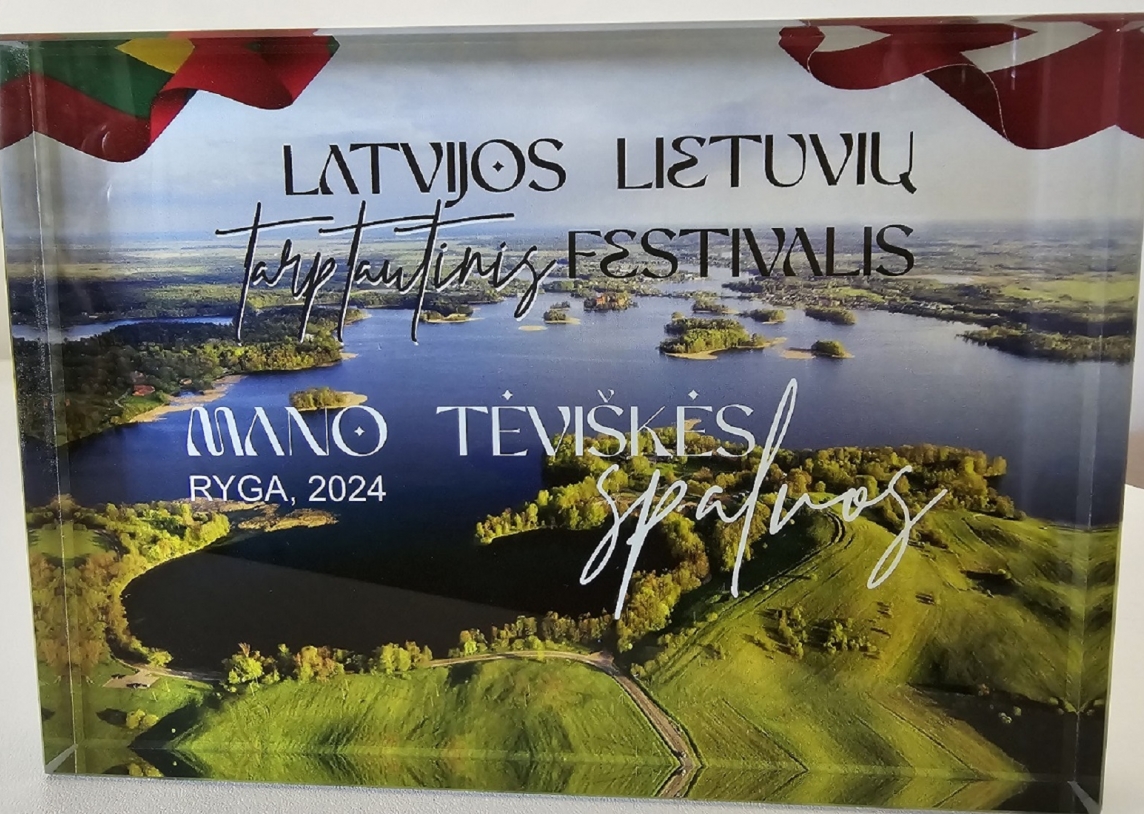 LATVIJOS LIETUVIŲ
tarptautinis FESTIVALIS
MANO TĖVIŠKĖS
spalvos
RYGA, 2024